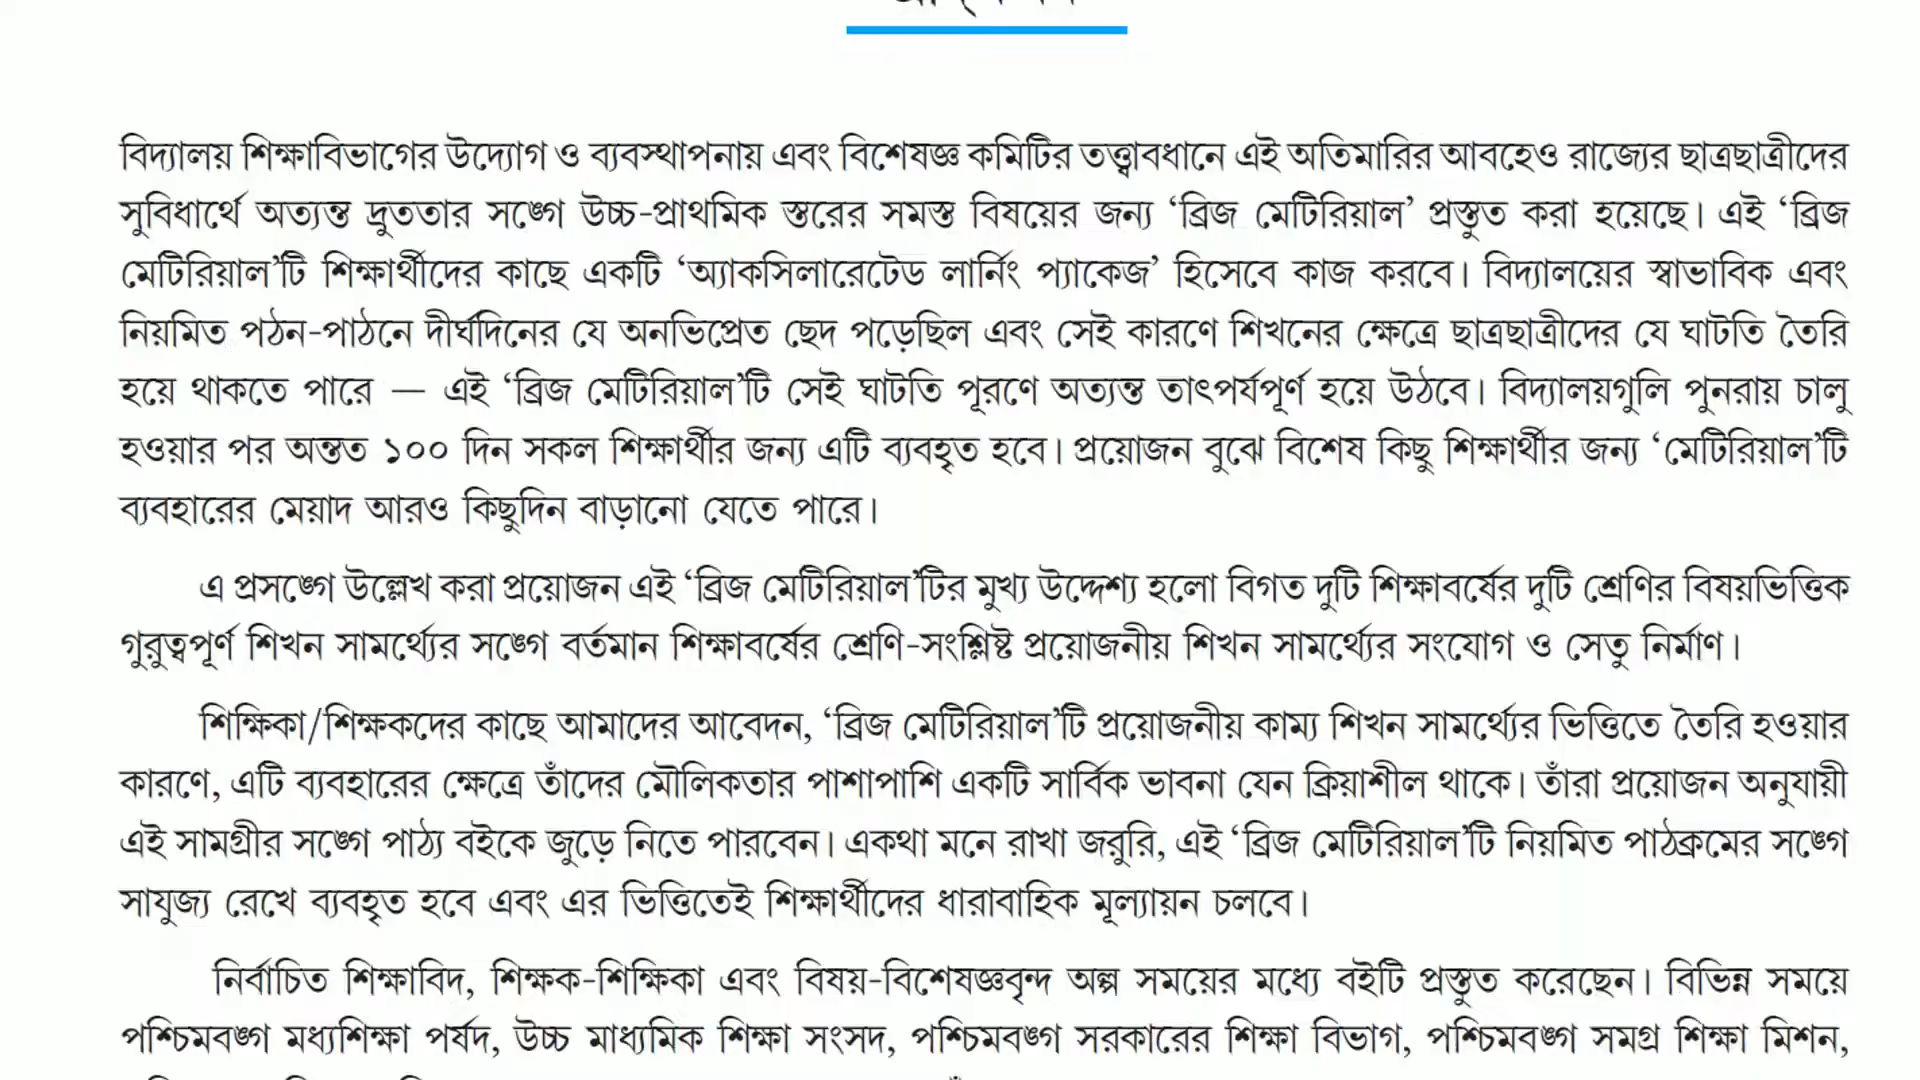 বিদ্যালয় শিক্ষাবিভাগের উদ্যোগ ও ব্যবস্থাপনায় এবং বিশেষজ্ঞ কমিটির তত্ত্বাবধানে এই অতিমারির আবহেও রাজ্যের ছাত্রছাত্রীদের
সুবিধার্থে অত্যন্ত দ্রুততার সঙ্গে উচ্চ-প্রাথমিক স্তরের সমস্ত বিষয়ের জন্য ‘ব্রিজ মেটিরিয়াল’ প্রস্তুত করা হয়েছে। এই ‘ব্রিজ
মেটিরিয়াল’টি শিক্ষার্থীদের কাছে একটি ‘অ্যাকসিলারেটেড লার্নিং প্যাকেজ’ হিসেবে কাজ করবে। বিদ্যালয়ের স্বাভাবিক এবং
নিয়মিত পঠন-পাঠনে দীর্ঘদিনের যে অনভিপ্রেত ছেদ পড়েছিল এবং সেই কারণে শিখনের ক্ষেত্রে ছাত্রছাত্রীদের যে ঘাটতি তৈরি
হয়ে থাকতে পারে — এই ‘ব্রিজ মেটিরিয়াল’টি সেই ঘাটতি পূরণে অত্যন্ত তাৎপর্যপূর্ণ হয়ে উঠবে। বিদ্যালয়গুলি পুনরায় চালু
হওয়ার পর অন্তত ১০০ দিন সকল শিক্ষার্থীর জন্য এটি ব্যবহৃত হবে। প্রয়োজন বুঝে বিশেষ কিছু শিক্ষার্থীর জন্য ‘মেটিরিয়াল’টি
ব্যবহারের মেয়াদ আরও কিছুদিন বাড়ানো যেতে পারে।
এ প্রসঙ্গে উল্লেখ করা প্রয়োজন এই ‘ব্রিজ মেটিরিয়াল’টির মুখ্য উদ্দেশ্য হলো বিগত দুটি শিক্ষাবর্ষের দুটি শ্রেণির বিষয়ভিত্তিক
গুরুত্বপূর্ণ শিখন সামর্থ্যের সঙ্গে বর্তমান শিক্ষাবর্ষের শ্রেণি-সংশ্লিষ্ট প্রয়োজনীয় শিখন সামর্থ্যের সংযোগ ও সেতু নির্মাণ।
শিক্ষিকা/শিক্ষকদের কাছে আমাদের আবেদন, ‘ব্রিজ মেটিরিয়াল’টি প্রয়োজনীয় কাম্য শিখন সামর্থ্যের ভিত্তিতে তৈরি হওয়ার
কারণে, এটি ব্যবহারের ক্ষেত্রে তাঁদের মৌলিকতার পাশাপাশি একটি সার্বিক ভাবনা যেন ক্রিয়াশীল থাকে। তাঁরা প্রয়োজন অনুযায়ী
এই সামগ্রীর সঙ্গে পাঠ্য বইকে জুড়ে নিতে পারবেন। একথা মনে রাখা জরুরি, এই ‘ব্রিজ মেটিরিয়াল’টি নিয়মিত পাঠক্রমের সঙ্গে
সাযুজ্য রেখে ব্যবহৃত হবে এবং এর ভিত্তিতেই শিক্ষার্থীদের ধারাবাহিক মূল্যায়ন চলবে।
নির্বাচিত শিক্ষাবিদ, শিক্ষক-শিক্ষিকা এবং বিষয়-বিশেষজ্ঞবৃন্দ অল্প সময়ের মধ্যে বইটি প্রস্তুত করেছেন। বিভিন্ন সময়ে
পশ্চিমবঙ্গ মধ্যশিক্ষা পর্ষদ, উচ্চ মাধ্যমিক শিক্ষা সংসদ, পশ্চিমবঙ্গ সরকারের শিক্ষা বিভাগ, পশ্চিমবঙ্গ সমগ্র শিক্ষা মিশন,